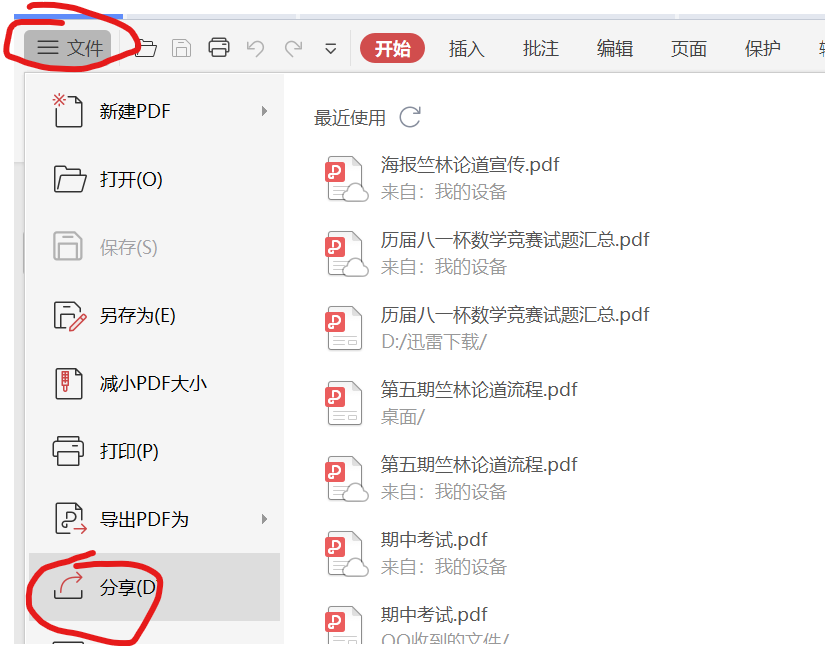 文件
开始 插入 批注 编辑 页面 保护
新建PDF
打开(O)
保存(S)
另存为(E)
减小PDF大小
打印(P)
导出PDF为
分享(D
最近使用
海报竺林论道宣传.pdf
来自：我的设备
历届八一杯数学竞赛试题汇总.pdf
来自：我的设备
历届八一杯数学竞赛试题汇总.pdf
D:/迅雷下载/
第五期竺林论道流程.pdf
桌面/
第五期竺林论道流程.pdf
来自：我的设备
期中考试.pdf
来自：我的设备
期中考试.pdf
QQ收到的文件/